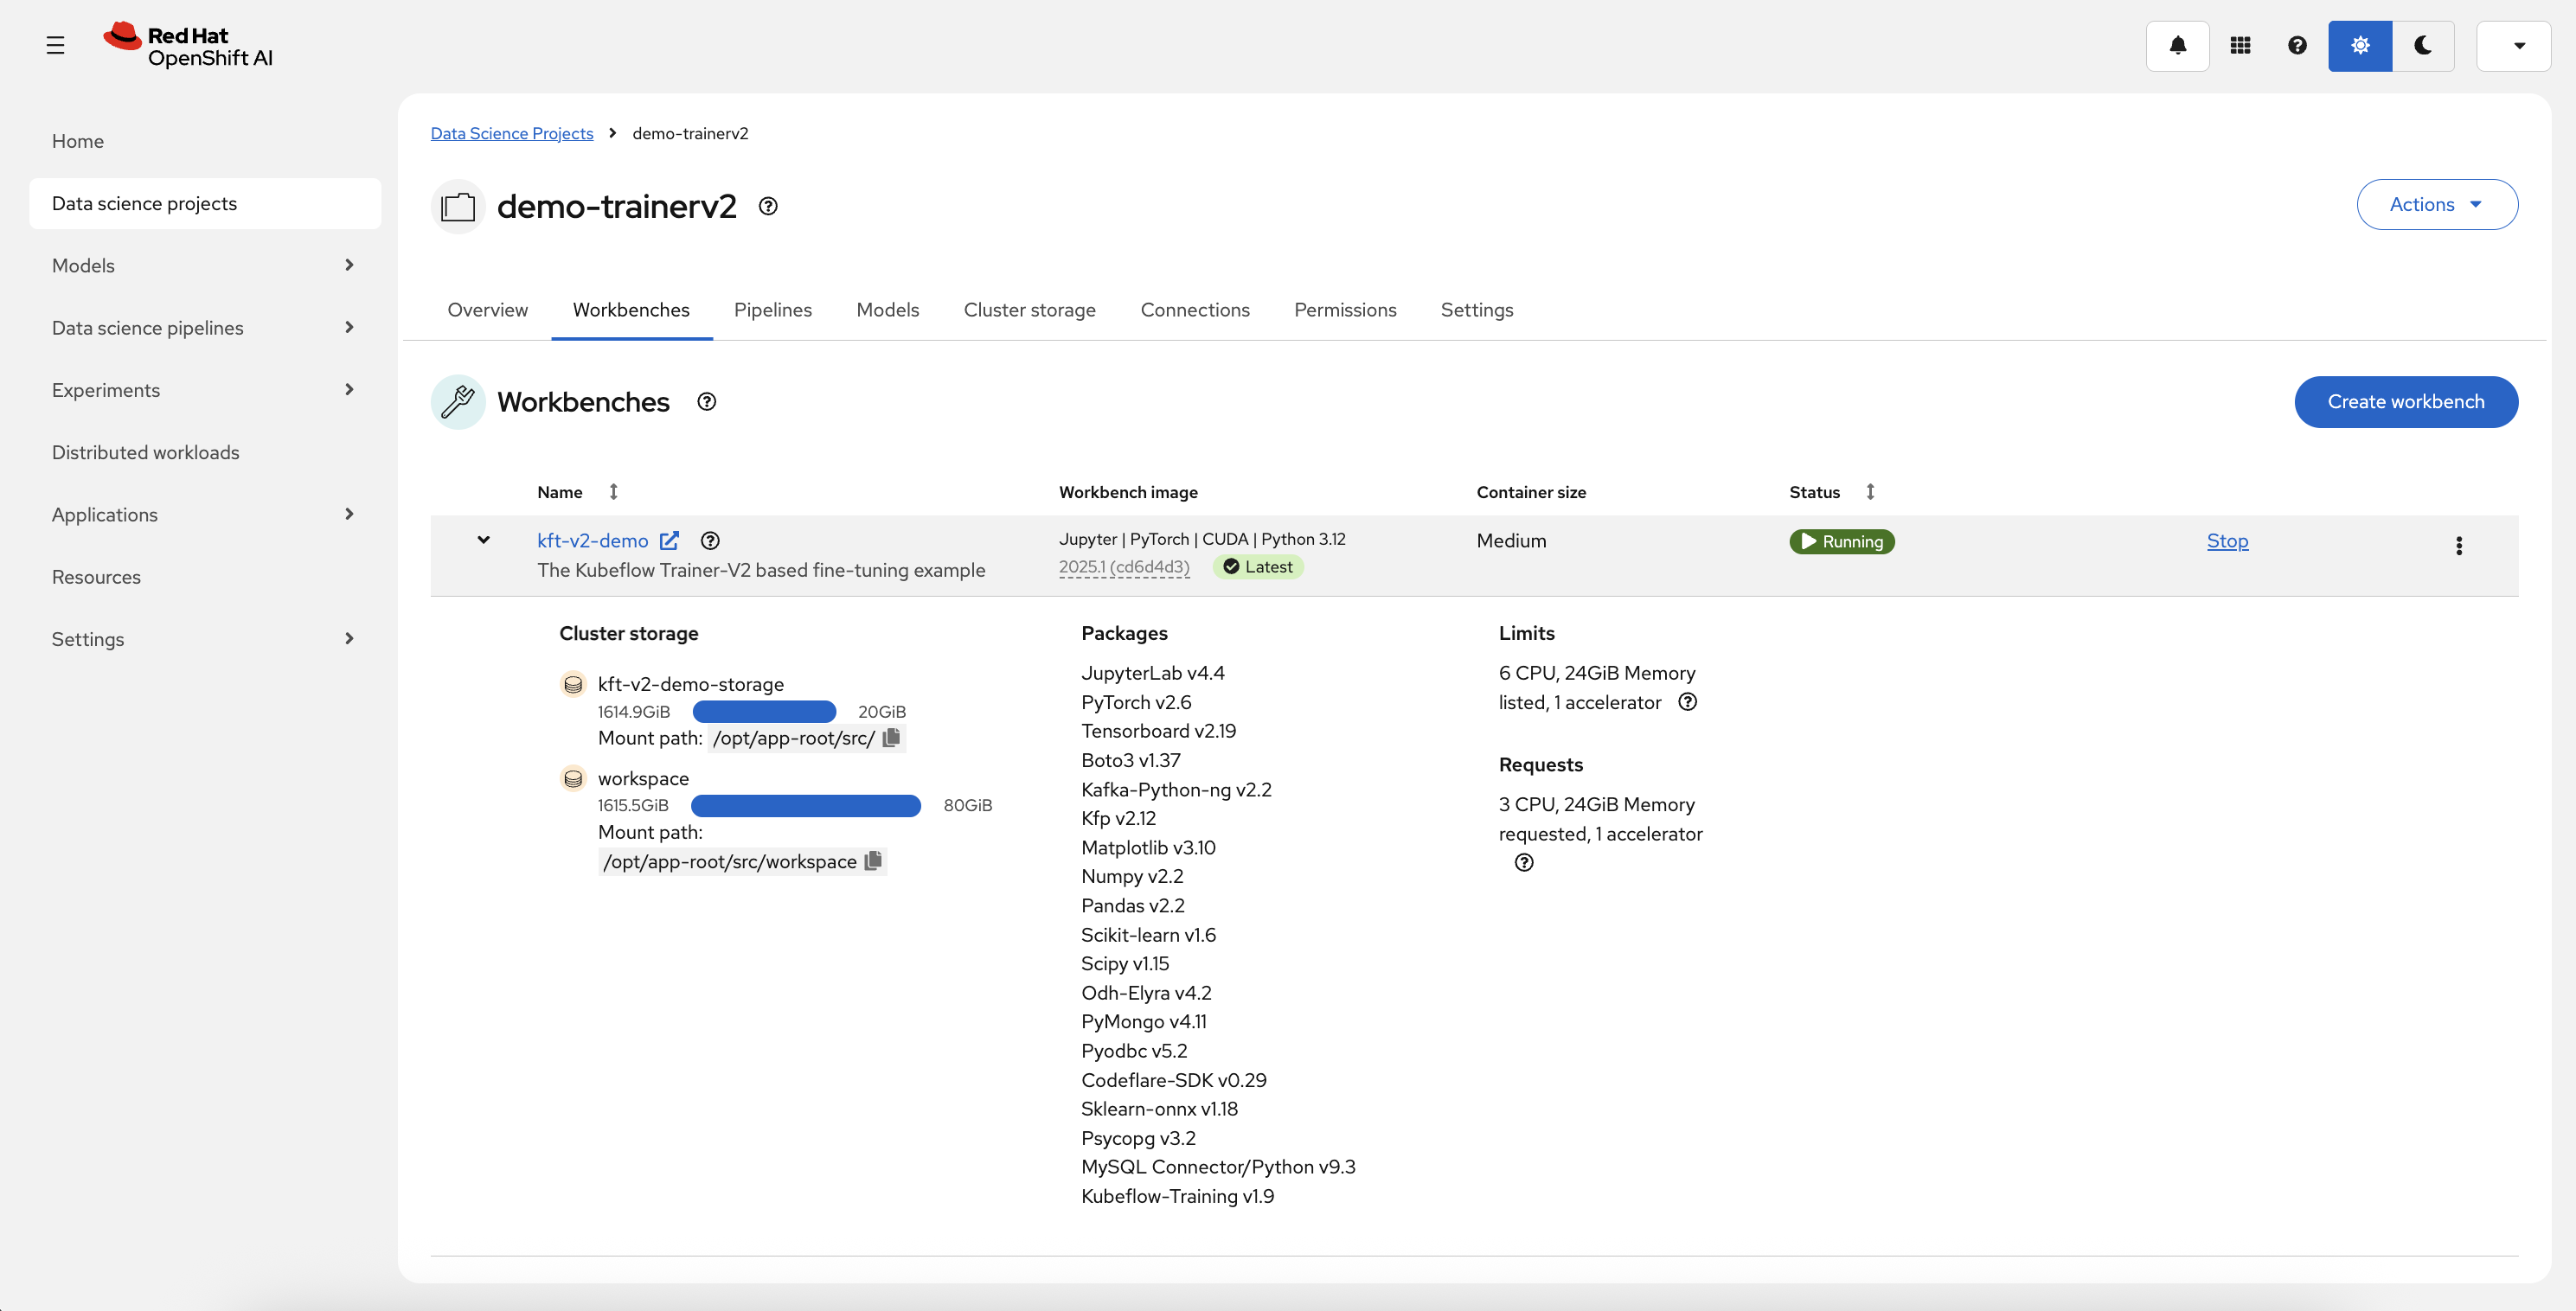 Red Hat
OpenShift AI
Home
Data science projects
Models
Data science pipelines
Experiments
Distributed workloads
Applications
Resources
Settings
Data Science Projects > demo-trainerv2
demo-trainerv2
Actions
Overview Workbenches Pipelines Models Cluster storage Connections Permissions Settings
Workbenches
Create workbench
Name Workbench image Container size Status
kft-v2-demo Jupyter | PyTorch | CUDA | Python 3.12 Medium Running Stop
The Kubeflow Trainer-V2 based fine-tuning example 2025.1 (cd6d4d3) Latest
Cluster storage
kft-v2-demo-storage
1614.9GiB 20GiB
Mount path: /opt/app-root/src/
workspace
1615.5GiB 80GiB
Mount path:
/opt/app-root/src/workspace
Packages
JupyterLab v4.4
PyTorch v2.6
Tensorboard v2.19
Boto3 v1.37
Kafka-Python-ng v2.2
Kfp v2.12
Matplotlib v3.10
Numpy v2.2
Pandas v2.2
Scikit-learn v1.6
Scipy v1.15
Odh-Elyra v4.2
PyMongo v4.11
Pyodbc v5.2
Codeflare-SDK v0.29
Sklearn-onnx v1.18
Psycopg v3.2
MySQL Connector/Python v9.3
Kubeflow-Training v1.9
Limits
6 CPU, 24GiB Memory
listed, 1 accelerator
Requests
3 CPU, 24GiB Memory
requested, 1 accelerator